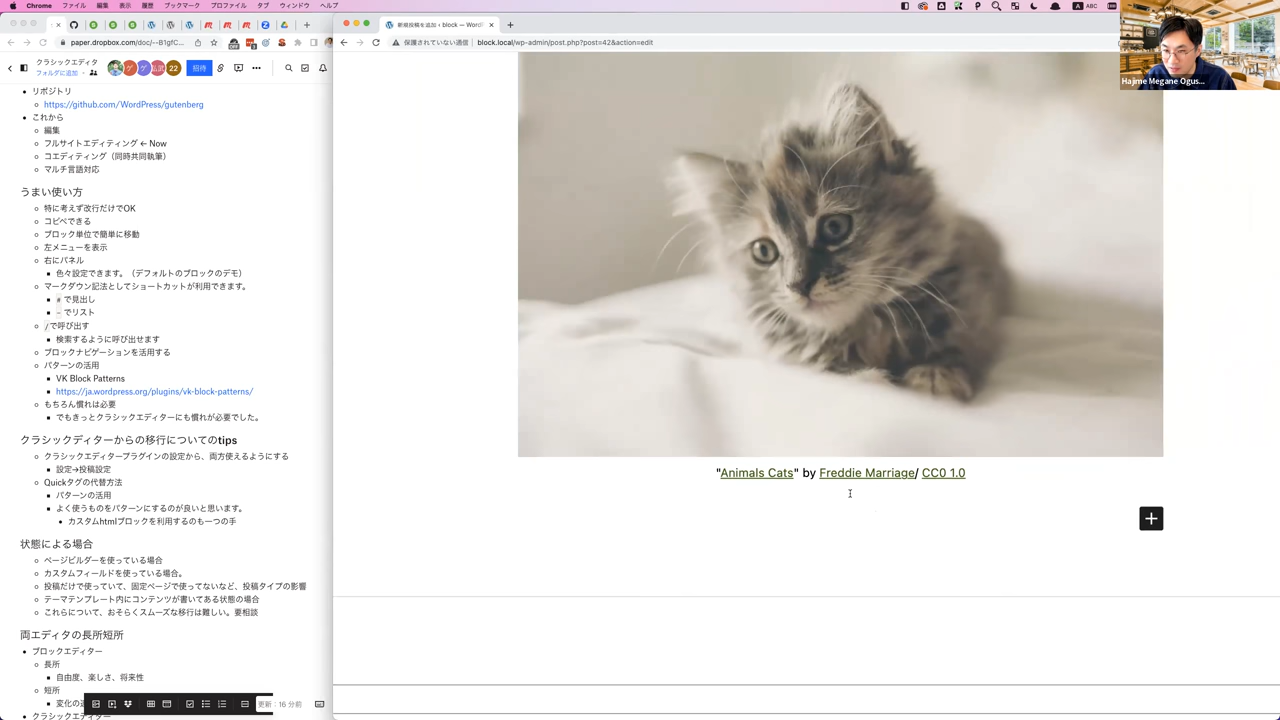 Chrome ファイル 編集 表示 履歴 ブックマーク プロファイル タブ ウィンドウ ヘルプ
ABC
新規投稿を追加 ‹ block — WordP
paper.dropbox.com/doc/--B1gfC...
保護されていない通信 block.local/wp-admin/post.php?post=42&action=edit
Hajime Megane Ogus...
クラシックエディタ
フォルダに追加
22
招待
リポジトリ
https://github.com/WordPress/gutenberg
これから
編集
フルサイトエディティング ← Now
コエディティング（同時共同執筆）
マルチ言語対応
うまい使い方
特に考えず改行だけでOK
コピペできる
ブロック単位で簡単に移動
左メニューを表示
右にパネル
色々設定できます。（デフォルトのブロックのデモ）
マークダウン記法としてショートカットが利用できます。
# で見出し
- でリスト
/で呼び出す
検索するように呼び出せます
ブロックナビゲーションを活用する
パターンの活用
VK Block Patterns
https://ja.wordpress.org/plugins/vk-block-patterns/
もちろん慣れは必要
でもきっとクラシックエディターにも慣れが必要でした。
クラシックディターからの移行についてのtips
クラシックエディタープラグインの設定から、両方使えるようにする
設定→投稿設定
Quickタグの代替方法
パターンの活用
よく使うものをパターンにするのが良いと思います。
カスタムhtmlブロックを利用するのも一つの手
状態による場合
ページビルダーを使っている場合
カスタムフィールドを使っている場合。
投稿だけで使っていて、固定ページで使ってないなど、投稿タイプの影響
テーマテンプレート内にコンテンツが書いてある状態の場合
これらについて、おそらくスムーズな移行は難しい。要相談
両エディタの長所短所
ブロックエディター
長所
自由度、楽しさ、将来性
短所
変化の
更新：16 分前
クラシックエディター
"Animals Cats" by Freddie Marriage/ CC0 1.0